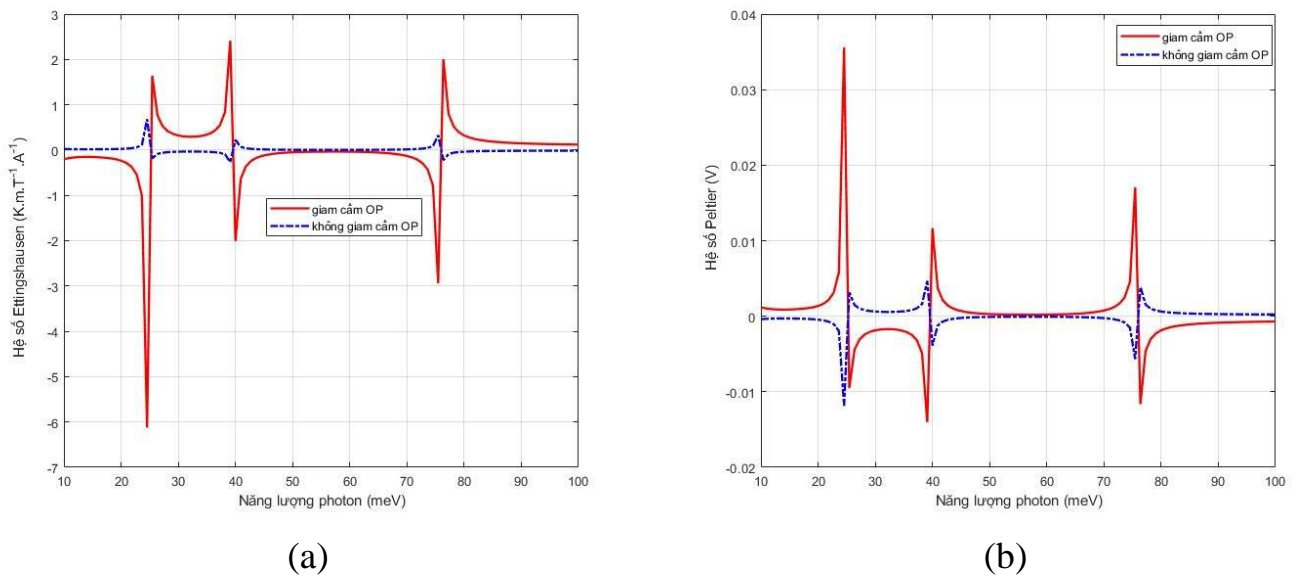 3
2
1
0
-1
-2
-3
-4
-5
-6
-7
10 20 30 40 50 60 70 80 90 100
Hệ số Ettingshausen (K.m.T⁻¹.A⁻¹)
Năng lượng photon (meV)
giam cầm OP
không giam cầm OP
(a)
0.04
0.03
0.02
0.01
0
-0.01
-0.02
10 20 30 40 50 60 70 80 90 100
Hệ số Peltier (V)
Năng lượng photon (meV)
giam cầm OP
không giam cầm OP
(b)